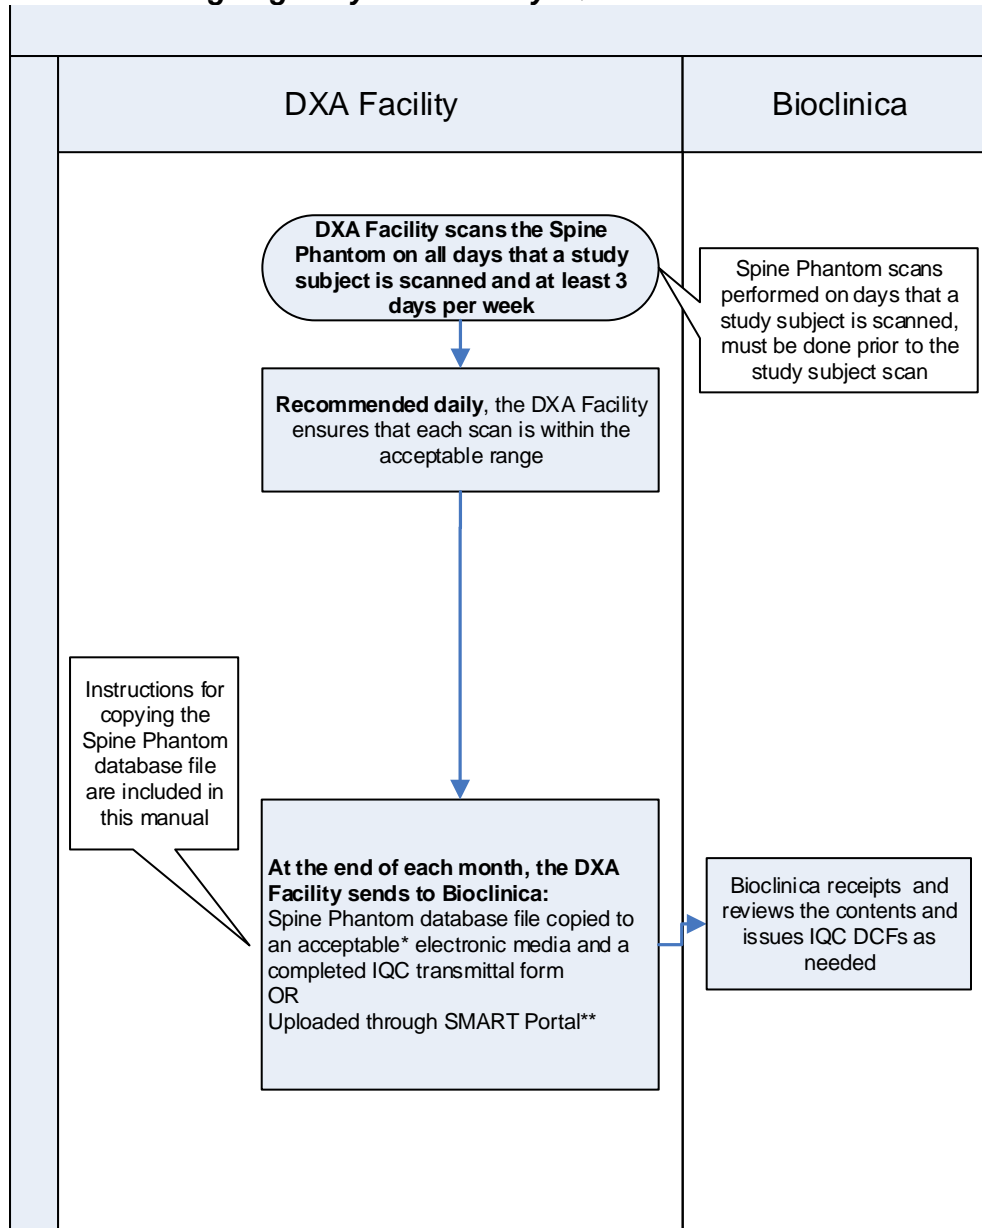 DXA Facility
Bioclinica
DXA Facility scans the Spine
Phantom on all days that a study
subject is scanned and at least 3
days per week
Spine Phantom scans
performed on days that a
study subject is scanned,
must be done prior to the
study subject scan
Recommended daily, the DXA Facility
ensures that each scan is within the
acceptable range
Instructions for
copying the
Spine Phantom
database file
are included in
this manual
At the end of each month, the DXA
Facility sends to Bioclinica:
Spine Phantom database file copied to
an acceptable* electronic media and a
completed IQC transmittal form
OR
Uploaded through SMART Portal**
Bioclinica receipts and
reviews the contents and
issues IQC DCFs as
needed